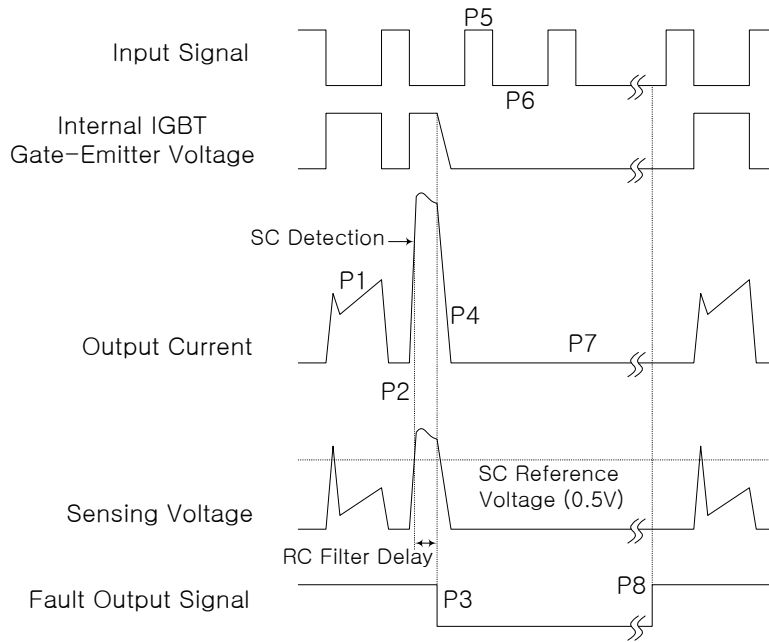 P5
Input Signal
P6
Internal IGBT
Gate-Emitter Voltage
SC Detection
P1
P4
Output Current
P7
P2
SC Reference
Voltage (0.5V)
Sensing Voltage
RC Filter Delay
P3
P8
Fault Output Signal